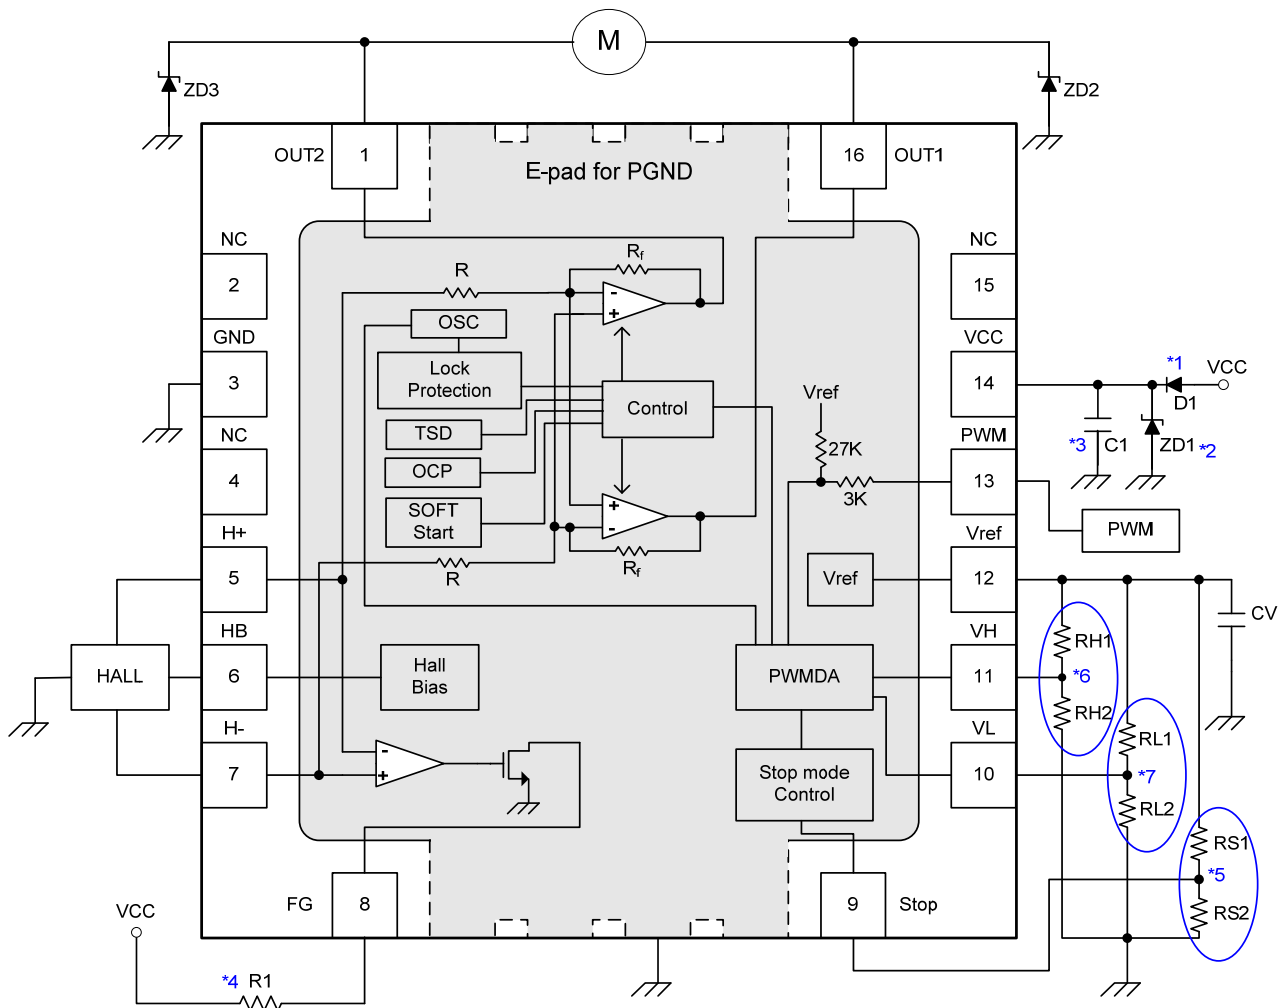 M
ZD3
ZD2
OUT2
1
E-pad for PGND
16
OUT1
NC
2
NC
15
R
Rf
-
+
OSC
GND
3
Lock
Protection
Control
TSD
OCP
SOFT
Start
Vref
27K
3K
VCC
14
*1
VCC
D1
*3
C1
ZD1
*2
NC
4
PWM
13
PWM
+
-
R
Rf
H+
5
Vref
Vref
12
CV
HALL
HB
6
Hall
Bias
PWMDA
VH
11
RH1
*6
RH2
H-
7
-
+
Stop mode
Control
VL
10
RL1
*7
RL2
RS1
*5
RS2
FG
8
9
Stop
VCC
*4
R1